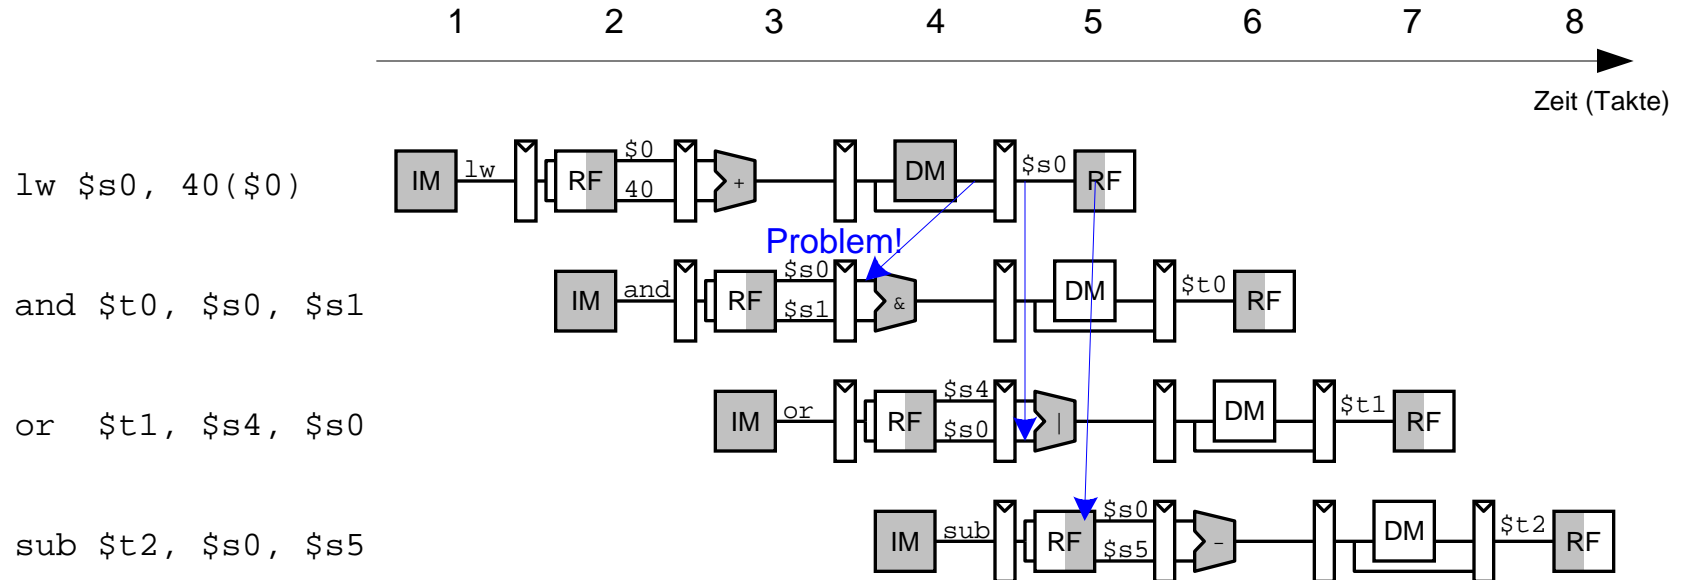 1 2 3 4 5 6 7 8
Zeit (Takte)
lw $s0, 40($0)
IM lw RF $0 40 + DM $s0 RF
Problem!
and $t0, $s0, $s1
IM and RF $s0 $s1 & DM $t0 RF
or $t1, $s4, $s0
IM or RF $s4 $s0 | DM $t1 RF
sub $t2, $s0, $s5
IM sub RF $s0 $s5 - DM $t2 RF